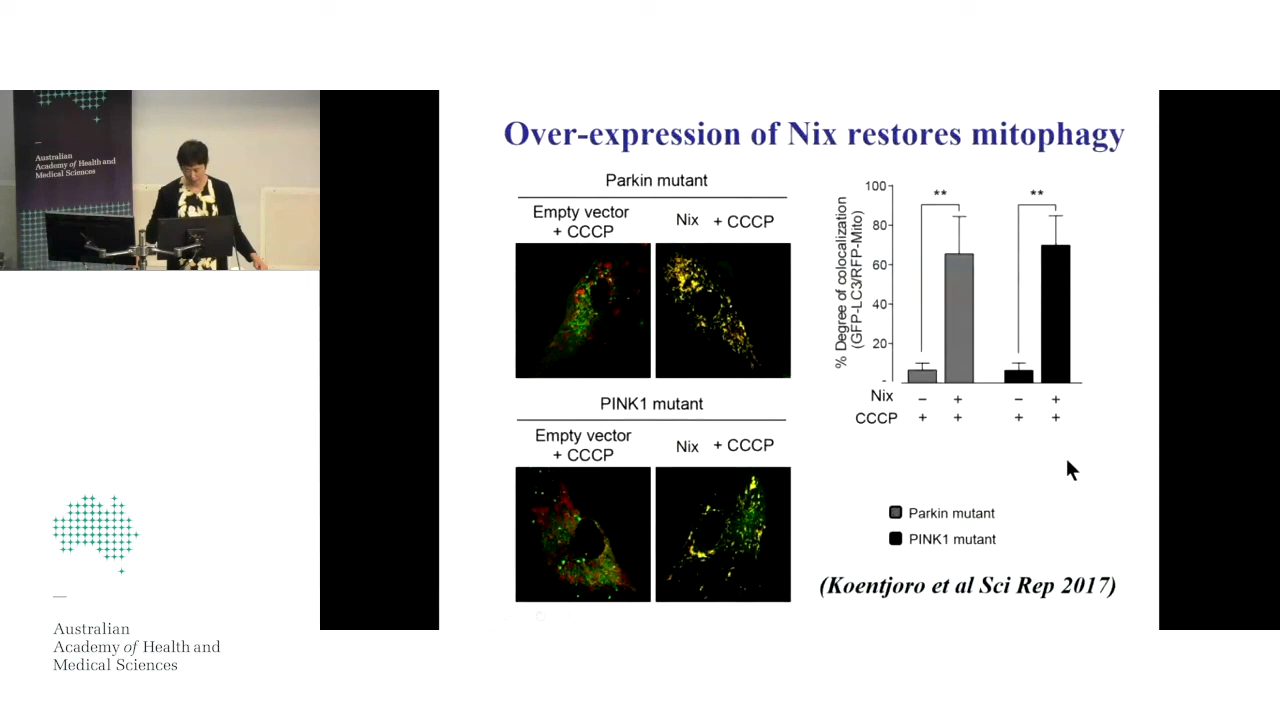 Australian
Academy of Health and
Medical Sciences
Over-expression of Nix restores mitophagy
Parkin mutant
Empty vector
+ CCCP
Nix + CCCP
PINK1 mutant
Empty vector
+ CCCP
Nix + CCCP
% Degree of colocalization
(GFP-LC3/RFP-Mito)
100
80
60
40
20
-
** **
Nix − + − +
CCCP + + + +
Parkin mutant
PINK1 mutant
(Koentjoro et al Sci Rep 2017)
Australian
Academy of Health and
Medical Sciences